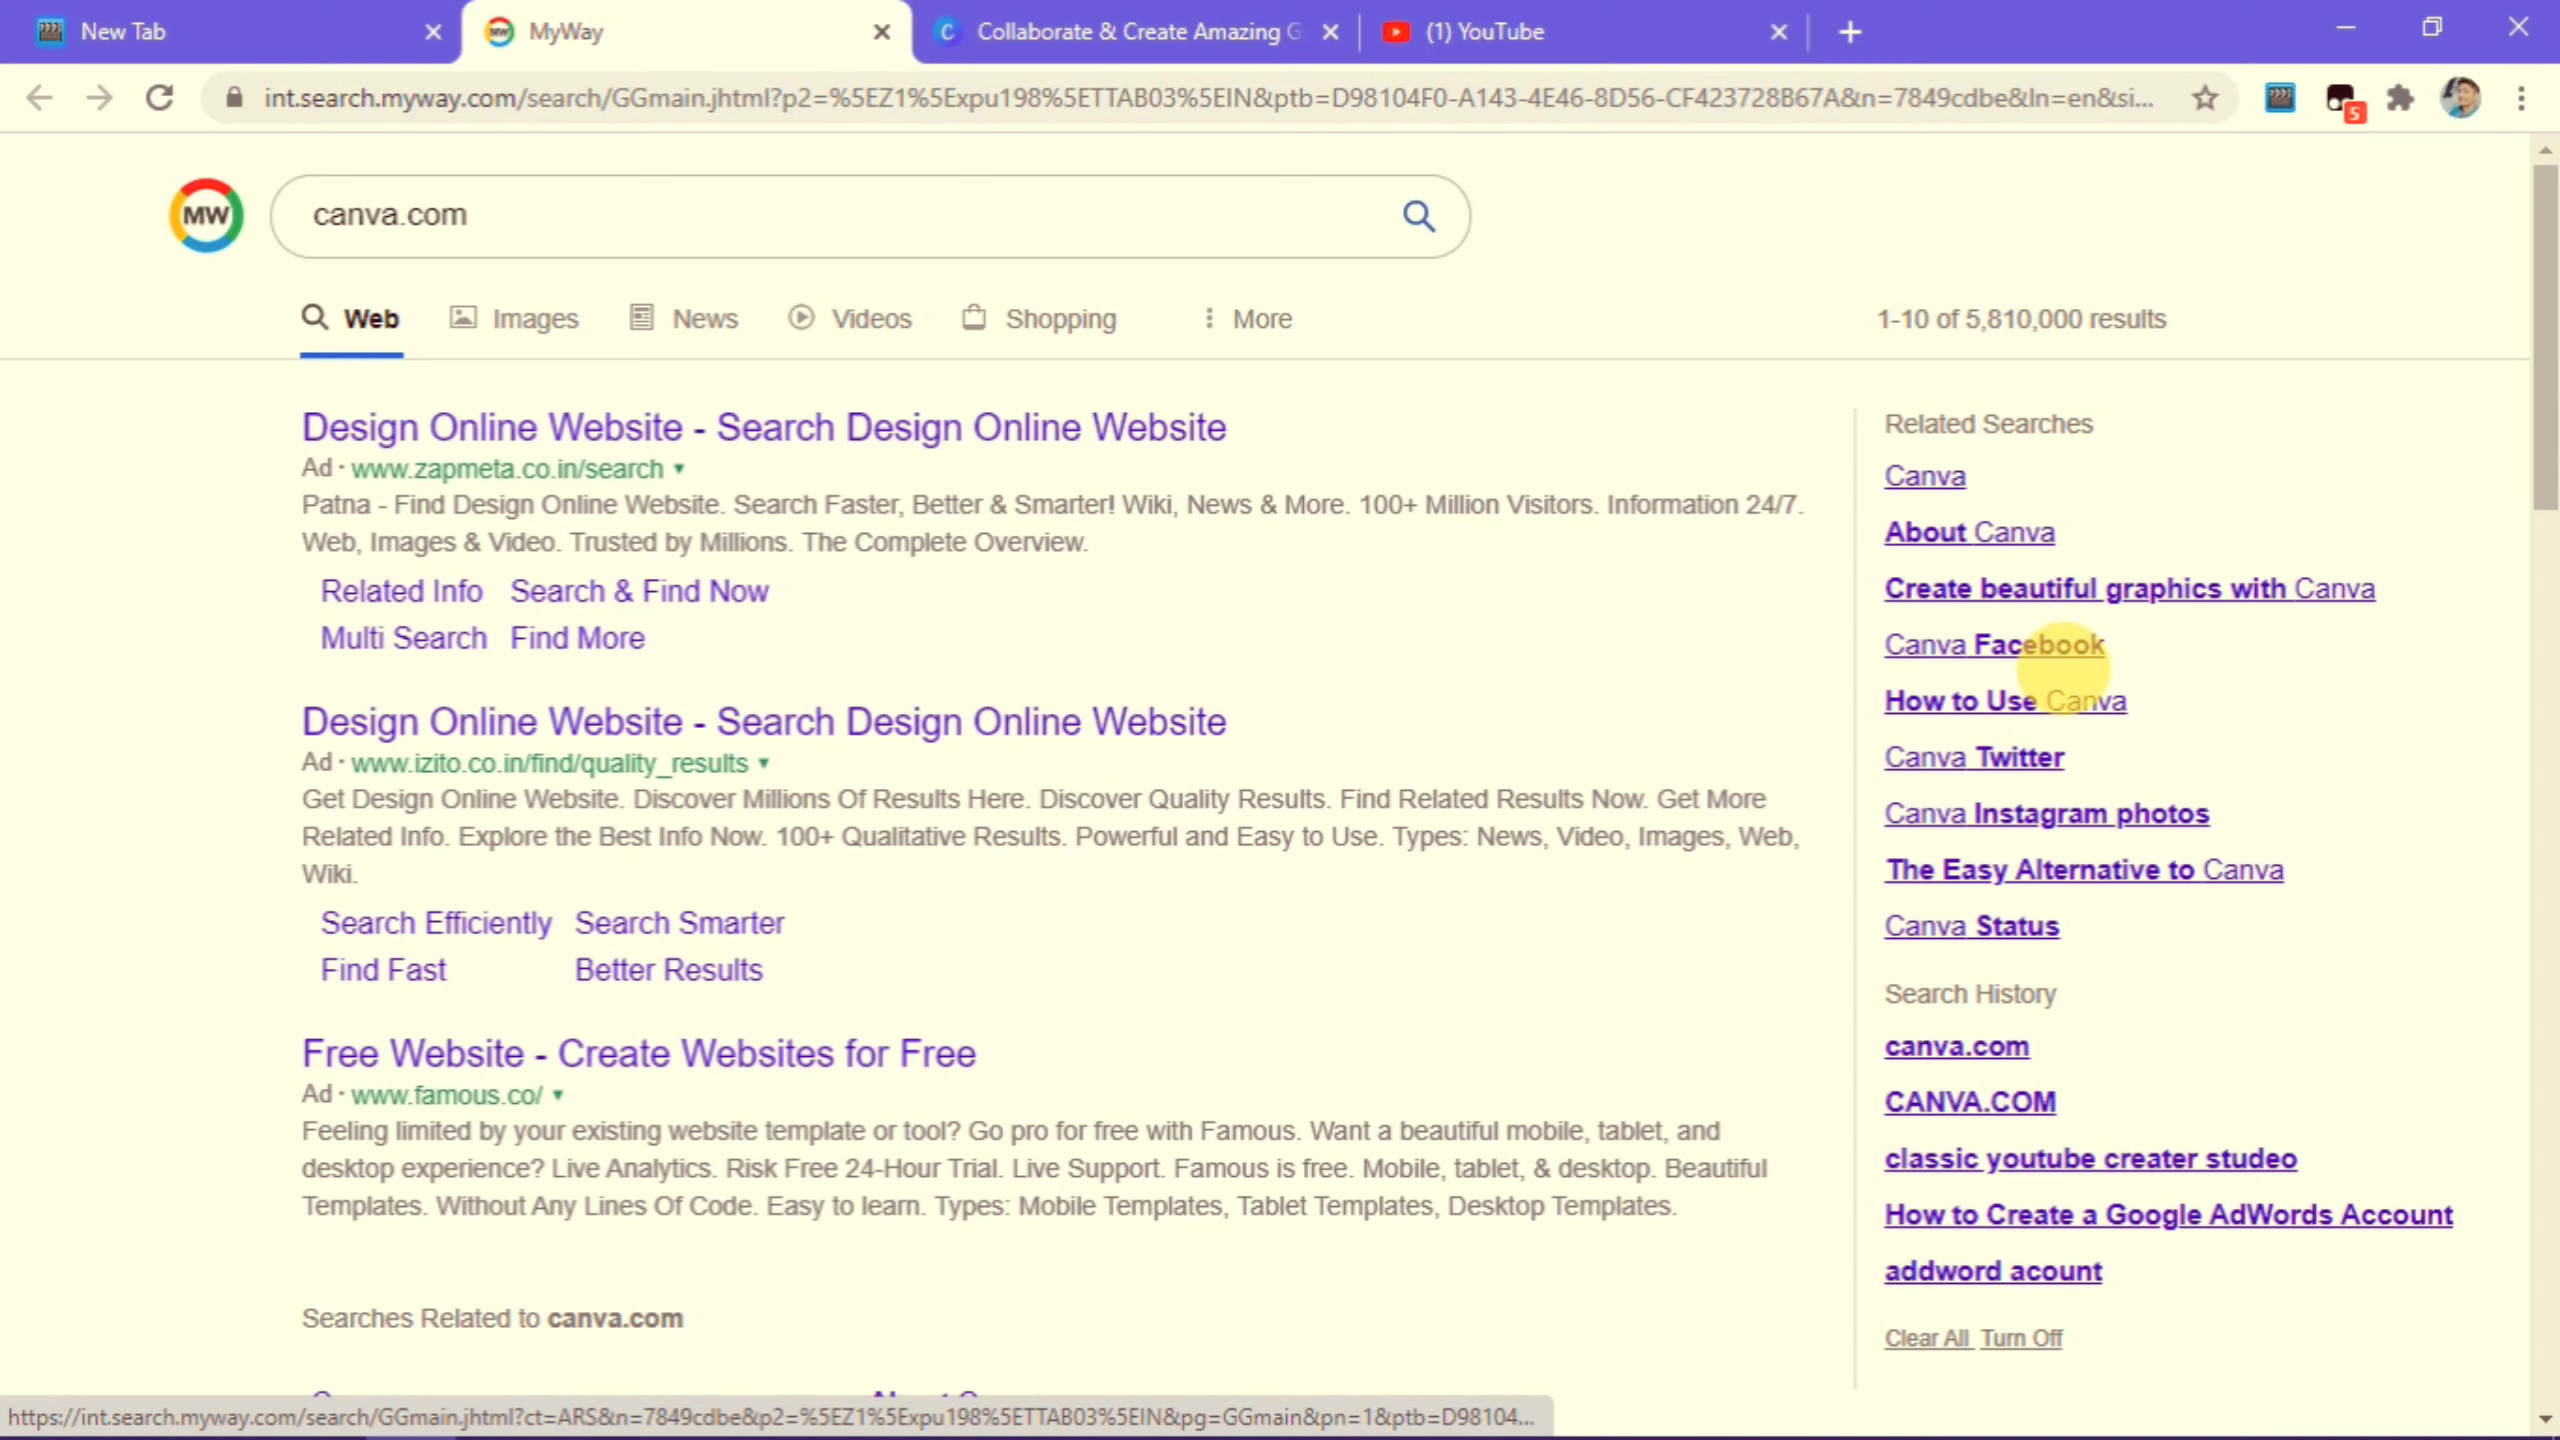 New Tab
MyWay
Collaborate & Create Amazing G
(1) YouTube
int.search.myway.com/search/GGmain.jhtml?p2=%5EZ1%5Expu198%5ETTAB03%5EIN&ptb=D98104F0-A143-4E46-8D56-CF423728B67A&n=7849cdbe&ln=en&si...
5
MW
canva.com
Web
Images
News
Videos
Shopping
More
1-10 of 5,810,000 results
Design Online Website - Search Design Online Website
Ad · www.zapmeta.co.in/search
Patna - Find Design Online Website. Search Faster, Better & Smarter! Wiki, News & More. 100+ Million Visitors. Information 24/7.
Web, Images & Video. Trusted by Millions. The Complete Overview.
Related Info Search & Find Now
Multi Search Find More
Design Online Website - Search Design Online Website
Ad · www.izito.co.in/find/quality_results
Get Design Online Website. Discover Millions Of Results Here. Discover Quality Results. Find Related Results Now. Get More
Related Info. Explore the Best Info Now. 100+ Qualitative Results. Powerful and Easy to Use. Types: News, Video, Images, Web,
Wiki.
Search Efficiently Search Smarter
Find Fast Better Results
Free Website - Create Websites for Free
Ad · www.famous.co/
Feeling limited by your existing website template or tool? Go pro for free with Famous. Want a beautiful mobile, tablet, and
desktop experience? Live Analytics. Risk Free 24-Hour Trial. Live Support. Famous is free. Mobile, tablet, & desktop. Beautiful
Templates. Without Any Lines Of Code. Easy to learn. Types: Mobile Templates, Tablet Templates, Desktop Templates.
Searches Related to canva.com
Related Searches
Canva
About Canva
Create beautiful graphics with Canva
Canva Facebook
How to Use Canva
Canva Twitter
Canva Instagram photos
The Easy Alternative to Canva
Canva Status
Search History
canva.com
CANVA.COM
classic youtube creater studeo
How to Create a Google AdWords Account
addword acount
Clear All Turn Off
https://int.search.myway.com/search/GGmain.jhtml?ct=ARS&n=7849cdbe&p2=%5EZ1%5Expu198%5ETTAB03%5EIN&pg=GGmain&pn=1&ptb=D98104...